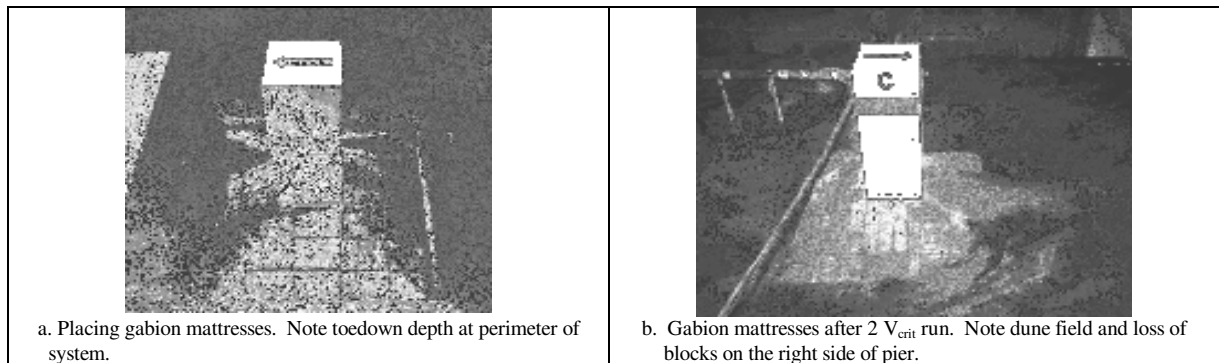 C
a. Placing gabion mattresses. Note toedown depth at perimeter of
system.
b. Gabion mattresses after 2 Vcrit run. Note dune field and loss of
blocks on the right side of pier.